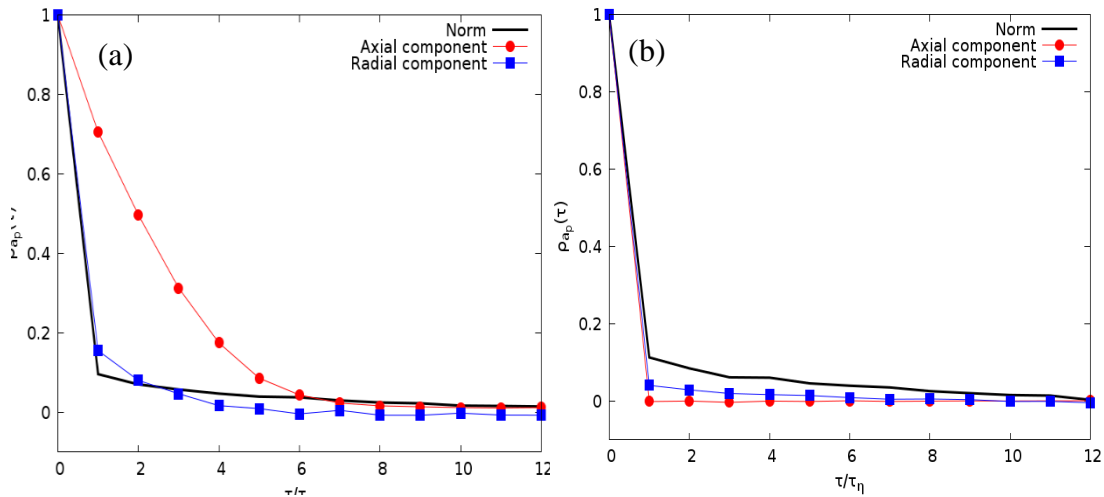 (a)
Norm
Axial component
Radial component
1
0.8
0.6
0.4
0.2
0
0 2 4 6 8 10 12
(b)
Norm
Axial component
Radial component
1
0.8
0.6
0.4
0.2
0
ρaₚ(τ)
0 2 4 6 8 10 12
τ/τη